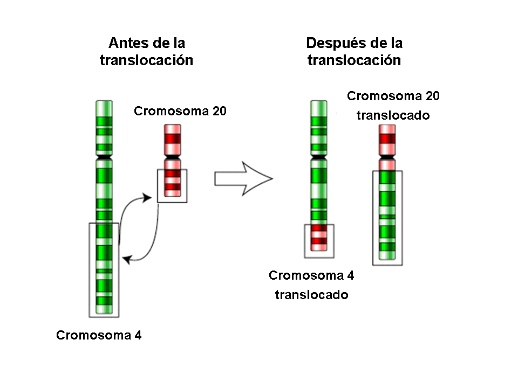 Antes de la
translocación
Después de la
translocación
Cromosoma 20
Cromosoma 20
translocado
Cromosoma 4
translocado
Cromosoma 4